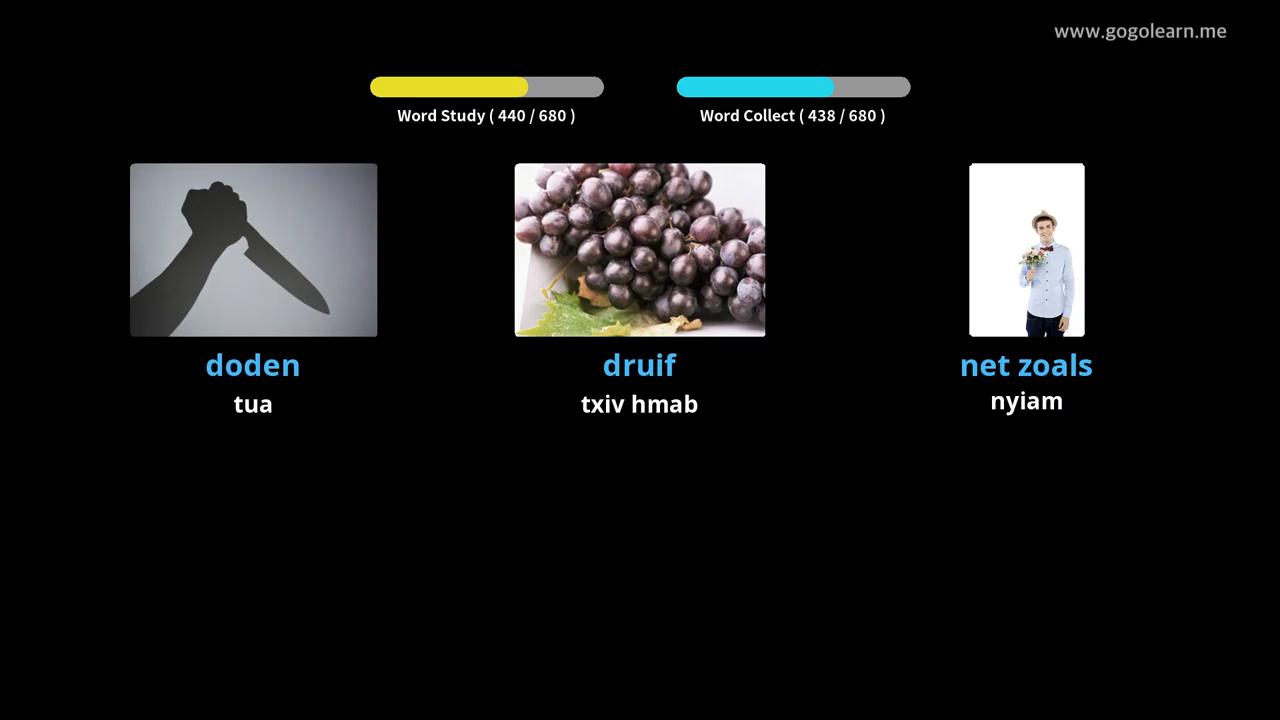 www.gogolearn.me
Word Study ( 440 / 680 )
Word Collect ( 438 / 680 )
doden
tua
druif
txiv hmab
net zoals
nyiam